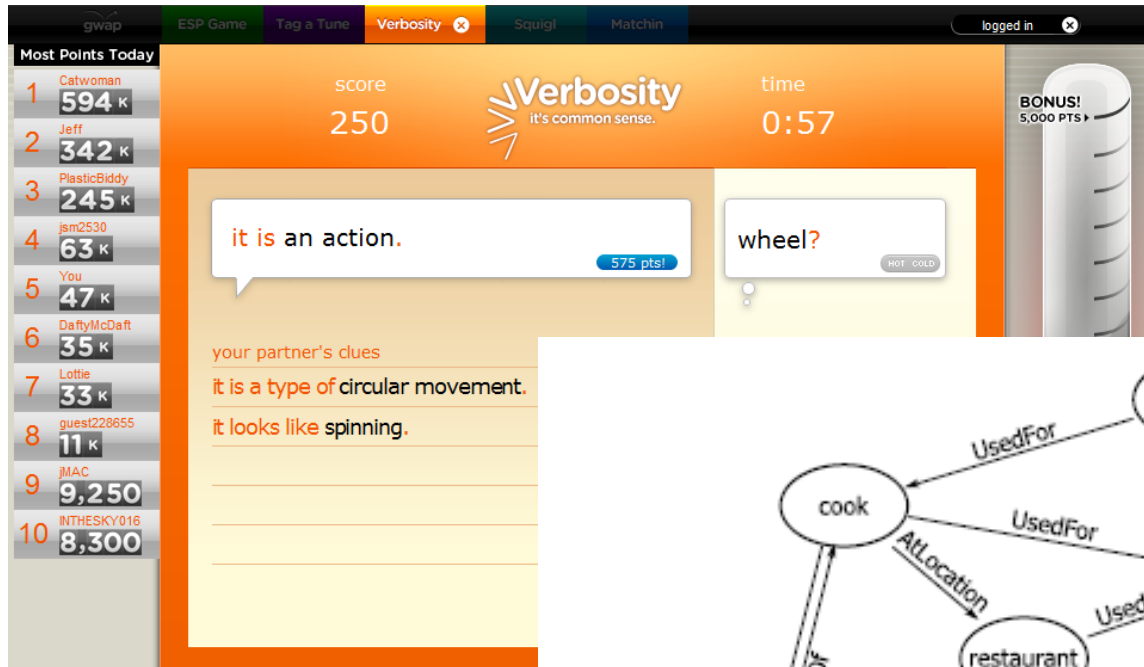 gwap
ESP Game
Tag a Tune
Verbosity
Squigl
Matchin
logged in
Most Points Today
1 Catwoman 594 K
2 Jeff 342 K
3 PlasticBiddy 245 K
4 jsm2530 63 K
5 You 47 K
6 DaftyMcDaft 35 K
7 Lottie 33 K
8 guest228655 11 K
9 jMAC 9,250
10 INTHESKY016 8,300
score
250
Verbosity
it's common sense.
time
0:57
BONUS!
5,000 PTS
it is an action.
575 pts!
wheel?
HOT COLD
your partner's clues
it is a type of circular movement.
it looks like spinning.
UsedFor
cook
UsedFor
AtLocation
restaurant